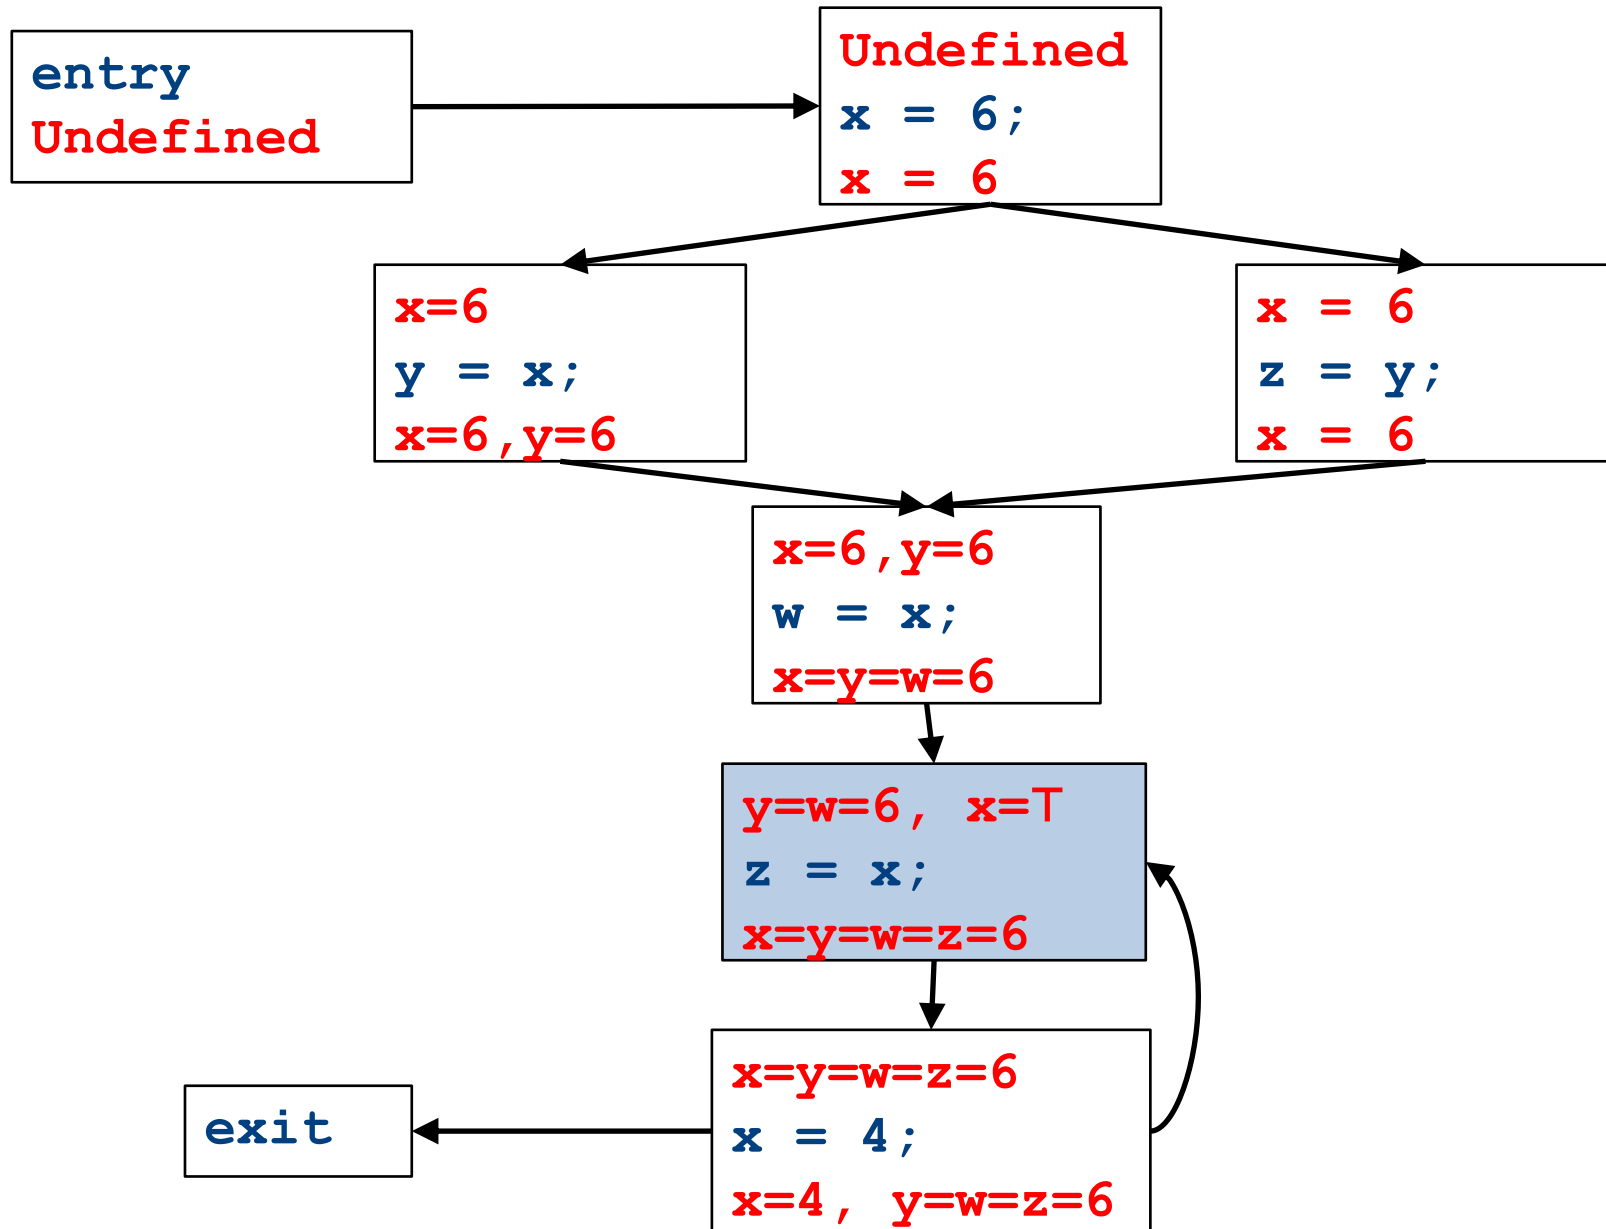 entry
Undefined
Undefined
x = 6;
x = 6
x=6
y = x;
x=6,y=6
x = 6
z = y;
x = 6
x=6,y=6
w = x;
x=y=w=6
y=w=6, x=⊤
z = x;
x=y=w=z=6
x=y=w=z=6
x = 4;
x=4, y=w=z=6
exit